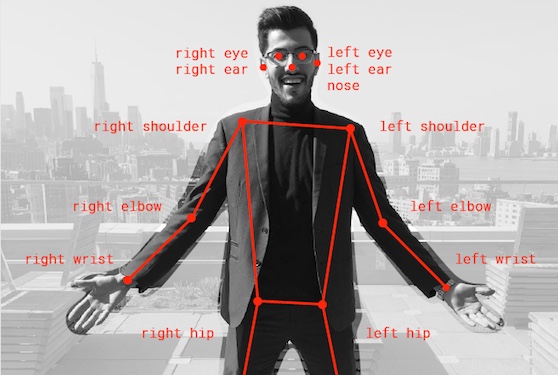 right eye
left eye
right ear
left ear
nose
right shoulder
left shoulder
right elbow
left elbow
right wrist
left wrist
right hip
left hip